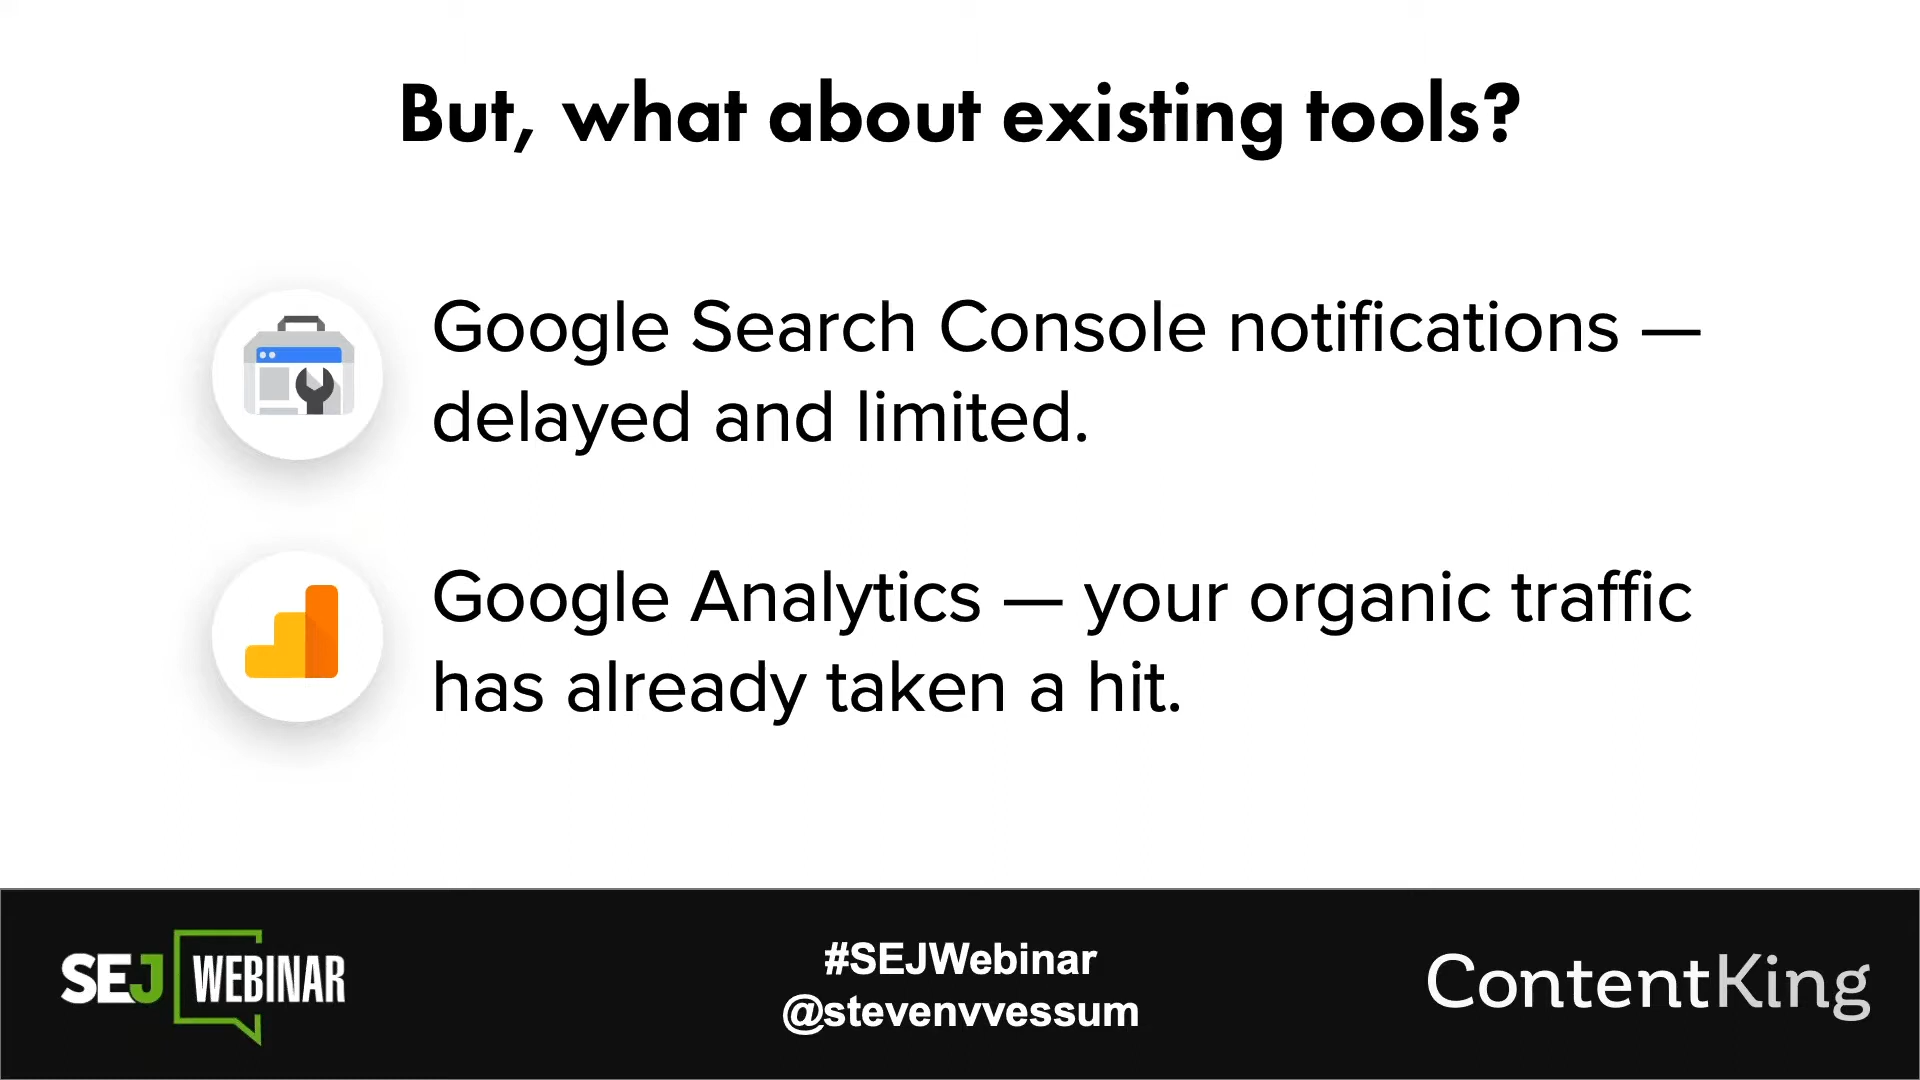 But, what about existing tools?
Google Search Console notifications —
delayed and limited.
Google Analytics — your organic traffic
has already taken a hit.
SEJ WEBINAR
#SEJWebinar
@stevenvvessum
ContentKing